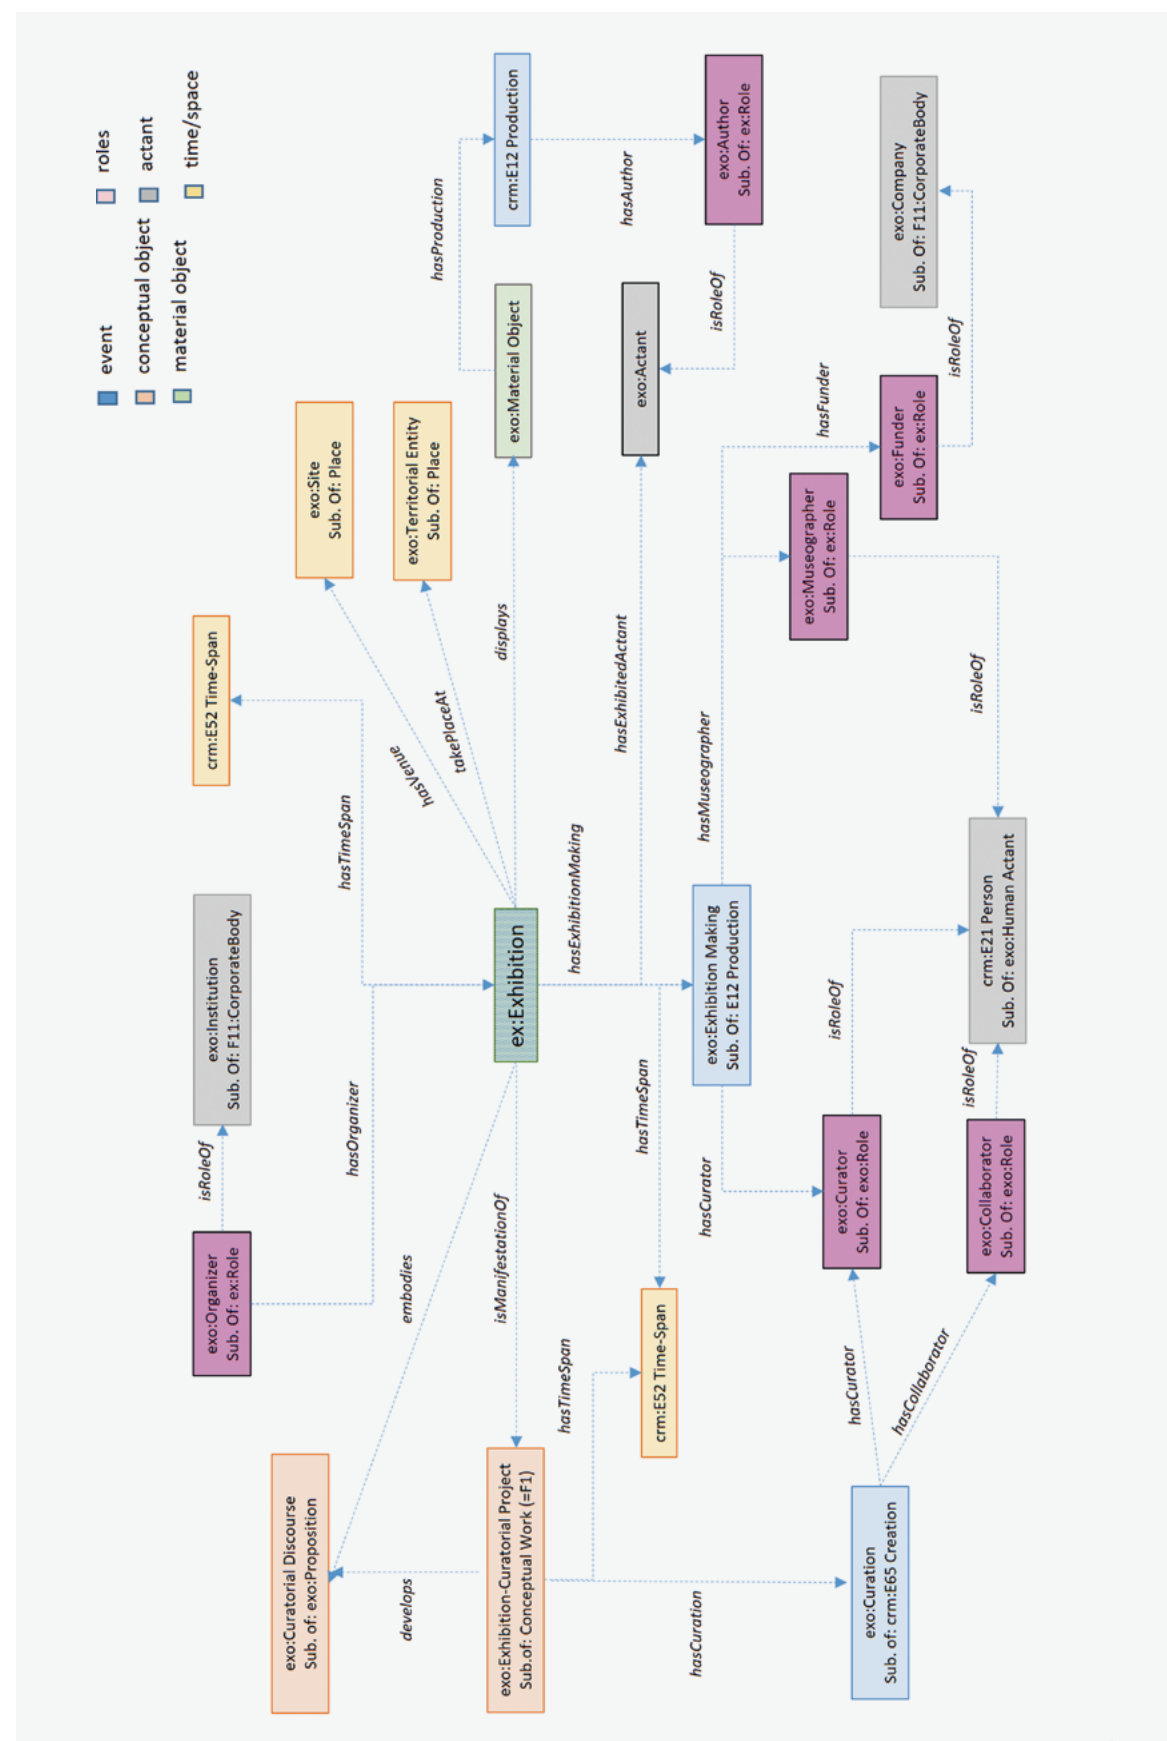 event
roles
conceptual object
actant
material object
time/space
exo:Organizer
Sub. Of: ex:Role
isRoleOf
exo:Institution
Sub. Of: F11:CorporateBody
crm:E52 Time-Span
exo:Curatorial Discourse
Sub. of: exo:Proposition
hasOrganizer
hasTimeSpan
exo:Site
Sub. Of: Place
hasVenue
exo:Territorial Entity
Sub. Of: Place
takePlaceAt
develops
embodies
isManifestationOf
ex:Exhibition
displays
exo:Material Object
hasProduction
crm:E12 Production
exo:Exhibition-Curatorial Project
Sub.of: Conceptual Work (=F1)
hasTimeSpan
hasExhibitionMaking
hasExhibitedActant
exo:Actant
hasAuthor
crm:E52 Time-Span
hasTimeSpan
exo:Author
Sub. Of: ex:Role
isRoleOf
hasCuration
hasCurator
exo:Exhibition Making
Sub. Of: E12 Production
hasMuseographer
exo:Museographer
Sub. Of: ex:Role
hasFunder
exo:Funder
Sub. Of: ex:Role
exo:Company
Sub. Of: F11:CorporateBody
isRoleOf
exo:Curation
Sub. of: crm:E65 Creation
hasCurator
exo:Curator
Sub. Of: exo:Role
isRoleOf
hasCollaborator
exo:Collaborator
Sub. Of: exo:Role
isRoleOf
crm:E21 Person
Sub. Of: exo:Human Actant
isRoleOf